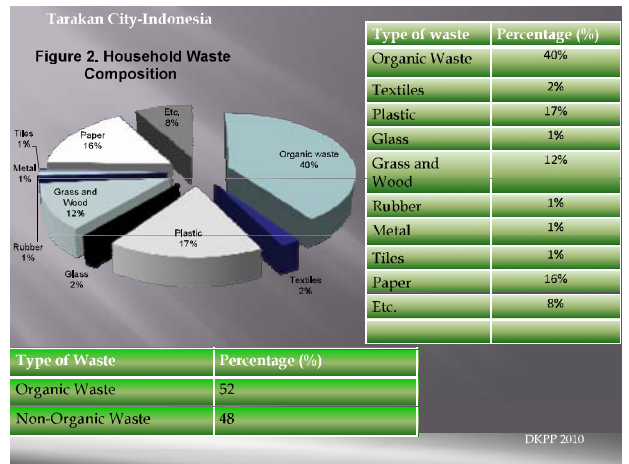 Tarakan City-Indonesia
Figure 2. Household Waste
Composition
Etc,
8%
Paper
16%
Tiles
1%
Metal
1%
Grass and
Wood
12%
Rubber
1%
Glass
2%
Plastic
17%
Textiles
2%
Organic waste
40%
Type of waste Percentage (%)
Organic Waste 40%
Textiles 2%
Plastic 17%
Glass 1%
Grass and 12%
Wood
Rubber 1%
Metal 1%
Tiles 1%
Paper 16%
Etc. 8%
Type of Waste Percentage (%)
Organic Waste 52
Non-Organic Waste 48
DKPP 2010